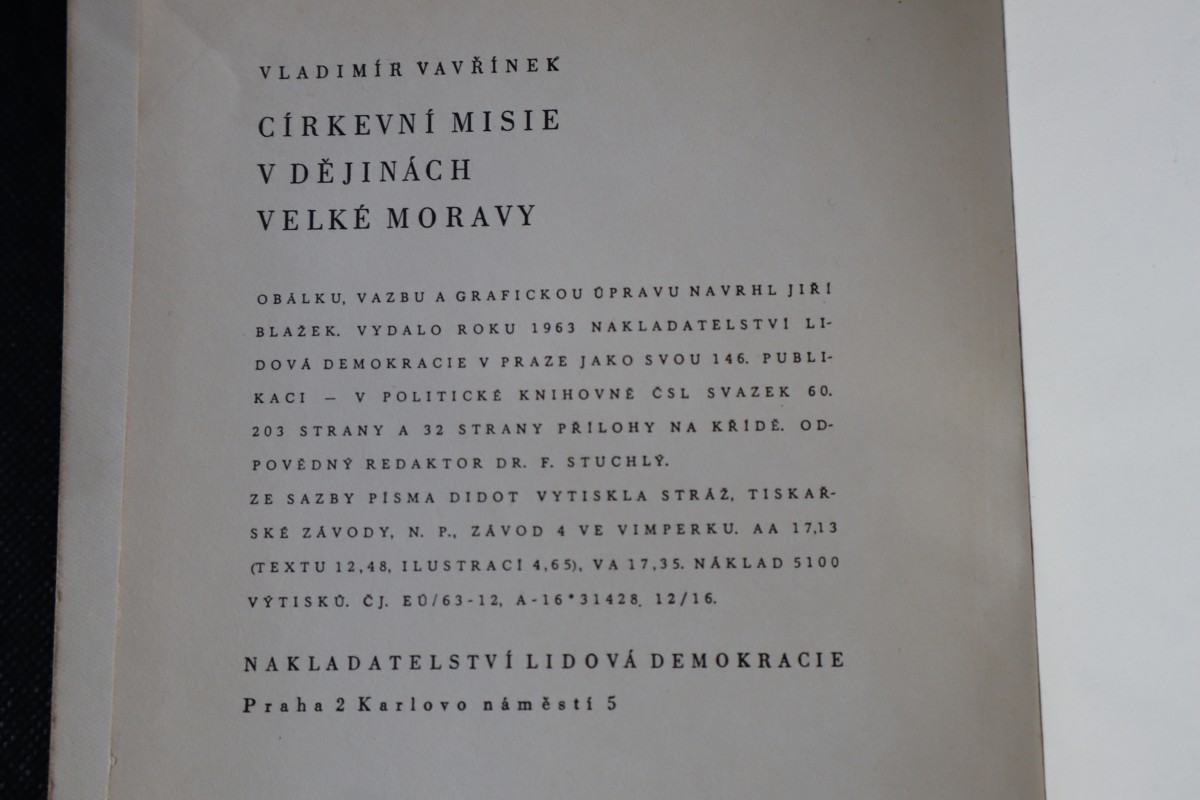 VLADIMÍR VAVŘÍNEK
CÍRKEVNÍ MISIE
V DĚJINÁCH
VELKÉ MORAVY
OBÁLKU, VAZBU A GRAFICKOU ÚPRAVU NAVRHL JIŘÍ
BLAŽEK. VYDALO ROKU 1963 NAKLADATELSTVÍ LI-
DOVÁ DEMOKRACIE V PRAZE JAKO SVOU 146. PUBLI-
KACI — V POLITICKÉ KNIHOVNĚ ČSL SVAZEK 60.
203 STRANY A 32 STRANY PŘÍLOHY NA KŘÍDĚ. OD-
POVĚDNÝ REDAKTOR DR. F. STUCHLÝ.
ZE SAZBY PÍSMA DIDOT VYTISKLA STRÁŽ, TISKAŘ-
SKÉ ZÁVODY, N. P., ZÁVOD 4 VE VIMPERKU. AA 17,13
(TEXTU 12,48, ILUSTRACÍ 4,65), VA 17,35. NÁKLAD 5100
VÝTISKŮ. ČJ. EÚ/63-12, A-16*31428. 12/16.
NAKLADATELSTVÍ LIDOVÁ DEMOKRACIE
Praha 2 Karlovo náměstí 5